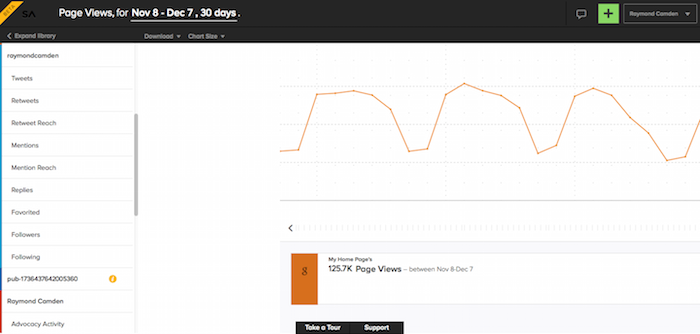 BETA
SA
Page Views, for Nov 8 - Dec 7 , 30 days .
Raymond Camden
Expand library
Download
Chart Size
raymondcamden
Tweets
Retweets
Retweet Reach
Mentions
Mention Reach
Replies
Favorited
Followers
Following
pub-1736437642005360
Raymond Camden
Advocacy Activity
My Home Page's
125.7K Page Views – between Nov 8-Dec 7
Take a Tour
Support